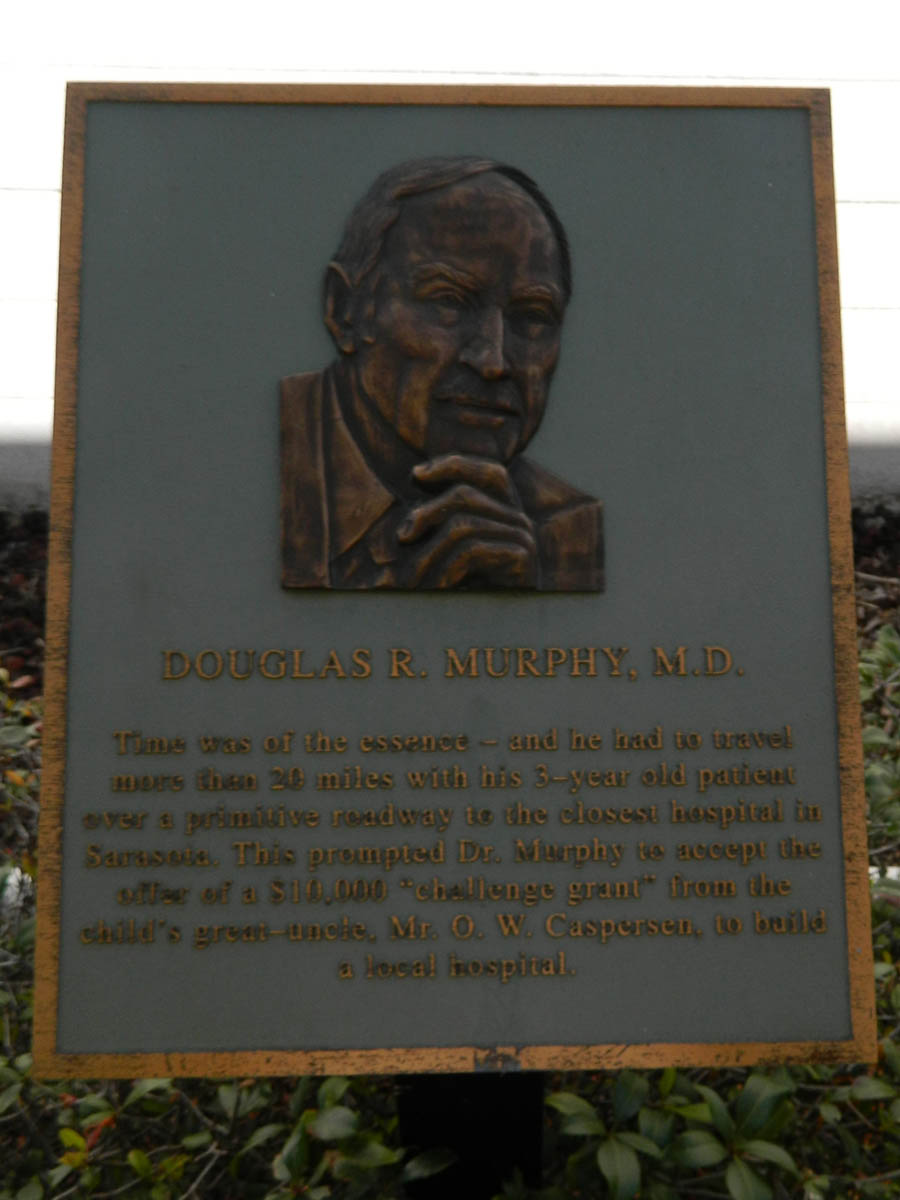 DOUGLAS R. MURPHY, M.D.
Time was of the essence – and he had to travel
more than 20 miles with his 3–year old patient
over a primitive roadway to the closest hospital in
Sarasota. This prompted Dr. Murphy to accept the
offer of a $10,000 “challenge grant” from the
child’s great–uncle, Mr. O. W. Caspersen, to build
a local hospital.